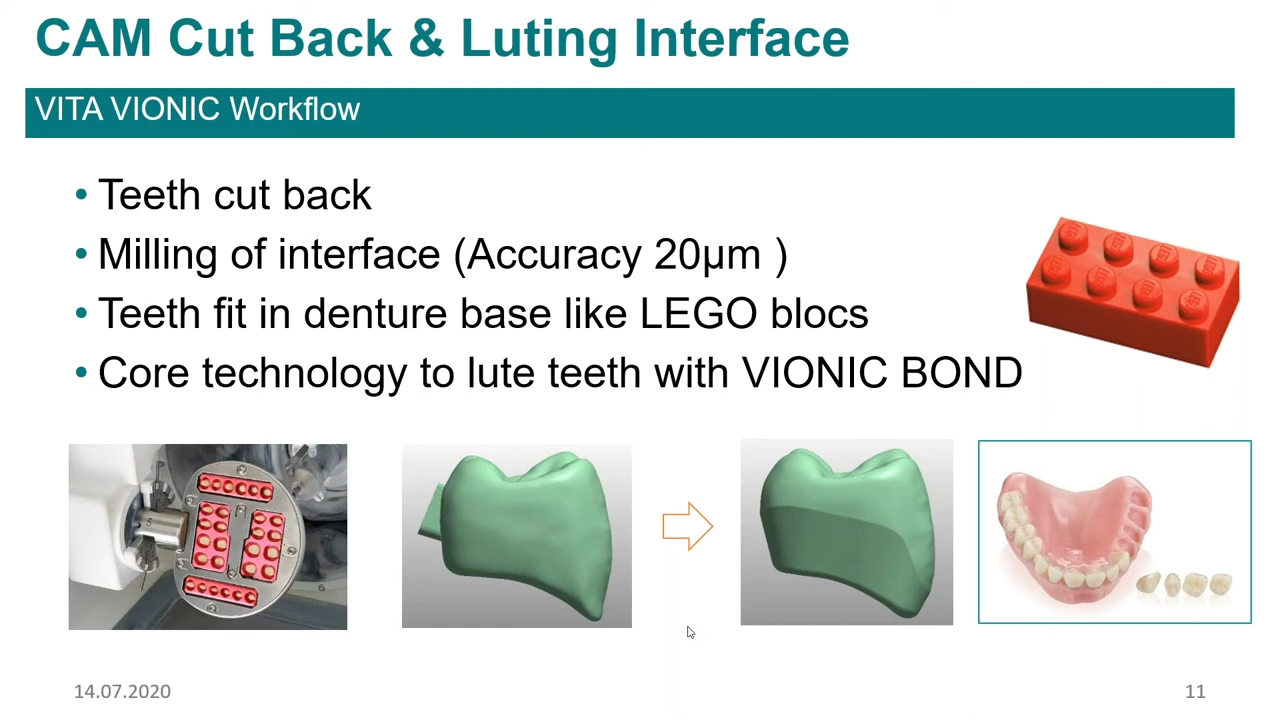 CAM Cut Back & Luting Interface
VITA VIONIC Workflow
• Teeth cut back
• Milling of interface (Accuracy 20µm )
• Teeth fit in denture base like LEGO blocs
• Core technology to lute teeth with VIONIC BOND
14.07.2020
11